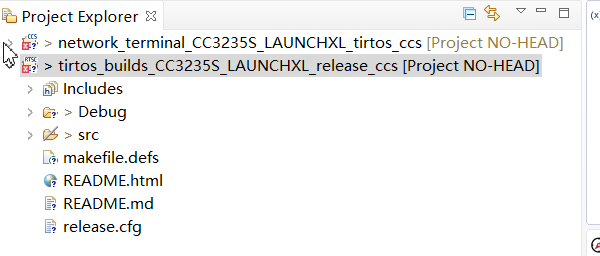 Project Explorer
> network_terminal_CC3235S_LAUNCHXL_tirtos_ccs [Project NO-HEAD]
> tirtos_builds_CC3235S_LAUNCHXL_release_ccs [Project NO-HEAD]
Includes
> Debug
> src
makefile.defs
README.html
README.md
release.cfg